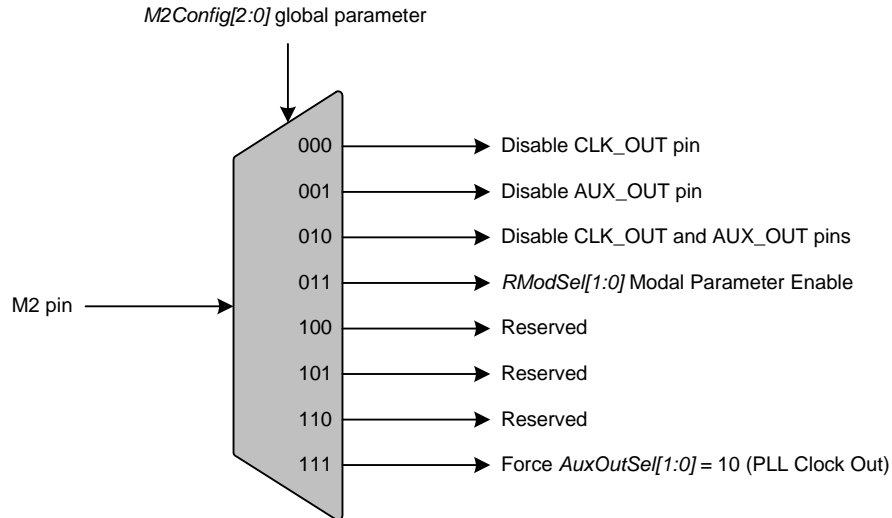 M2Config[2:0] global parameter
000 Disable CLK_OUT pin
001 Disable AUX_OUT pin
010 Disable CLK_OUT and AUX_OUT pins
011 RModSel[1:0] Modal Parameter Enable
M2 pin
100 Reserved
101 Reserved
110 Reserved
111 Force AuxOutSel[1:0] = 10 (PLL Clock Out)